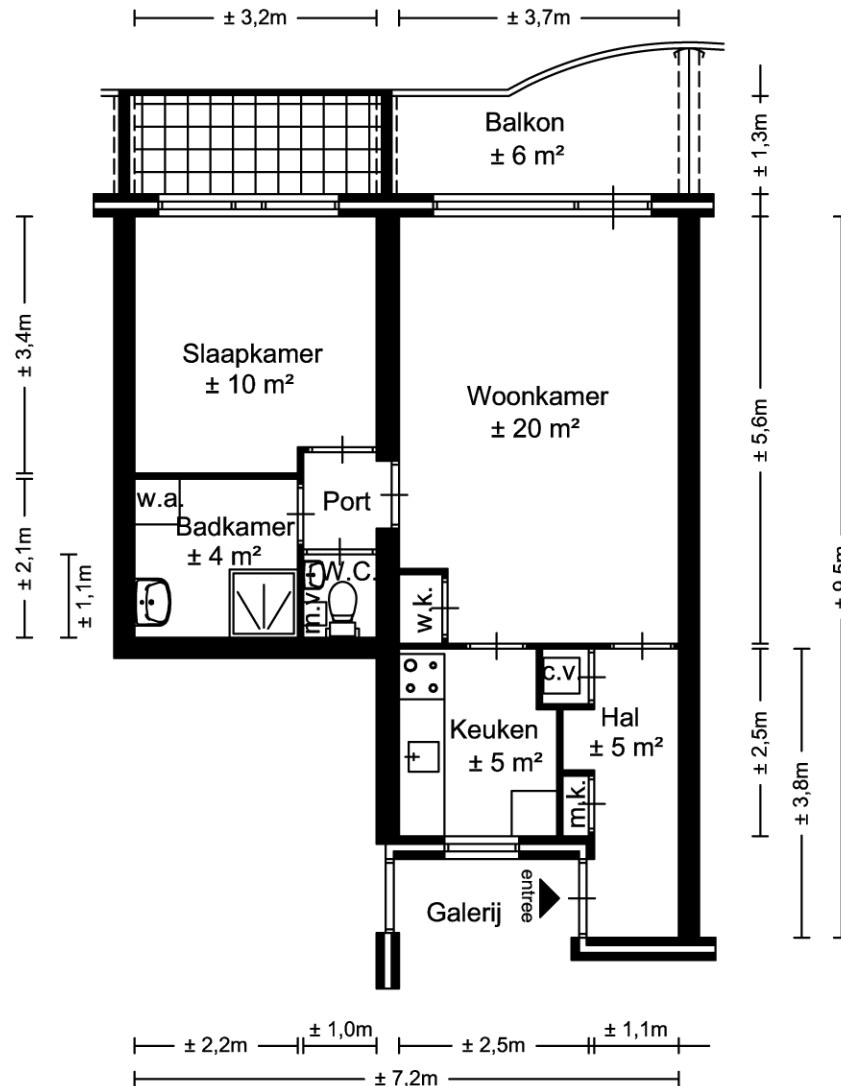 ± 3,2m
± 3,7m
Balkon
± 6 m²
± 1,3m
Slaapkamer
± 10 m²
± 3,4m
Woonkamer
± 20 m²
± 5,6m
w.a.
Port
Badkamer
± 4 m²
± 2,1m
± 1,1m
W.C.
m.v
w.k.
± 9,5m
c.v.
Hal
± 5 m²
Keuken
± 5 m²
± 2,5m
m.k.
± 3,8m
entree
Galerij
± 2,2m
± 1,0m
± 2,5m
± 1,1m
± 7,2m